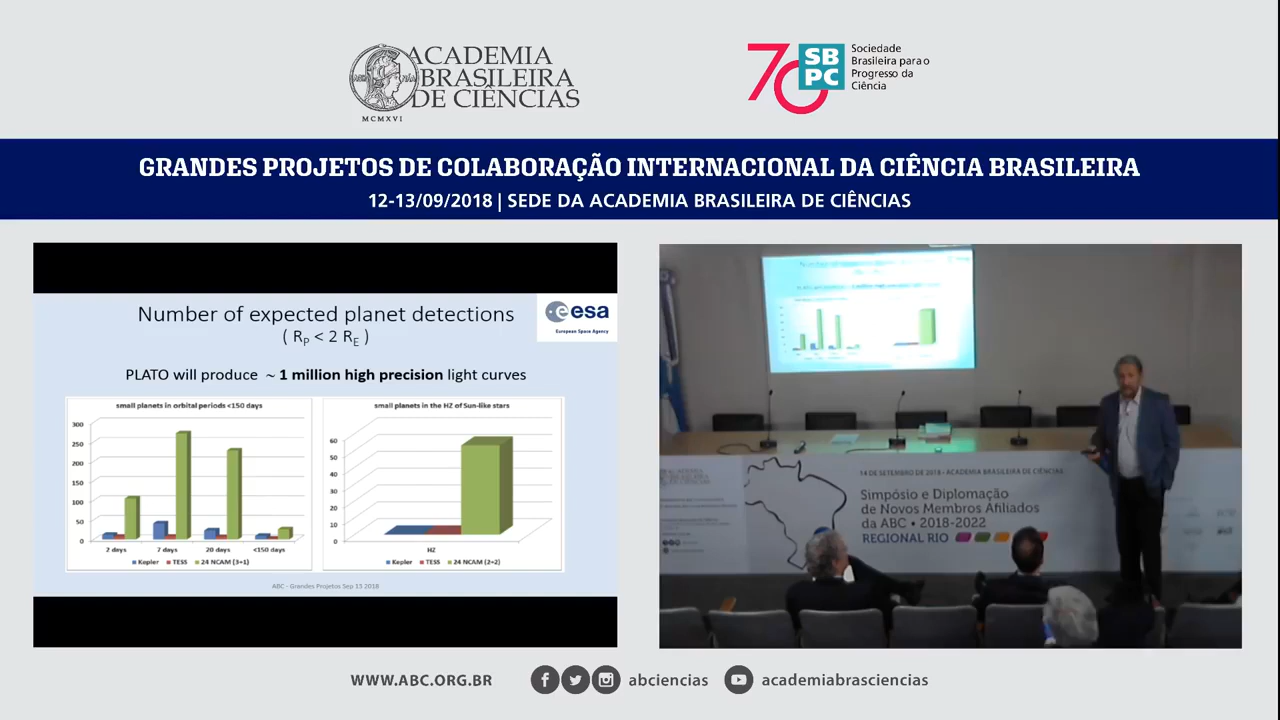 ACADEMIA
BRASILEIRA
DE CIÊNCIAS
MCMXVI
70
SB
PC
Sociedade
Brasileira para o
Progresso da
Ciência
GRANDES PROJETOS DE COLABORAÇÃO INTERNACIONAL DA CIÊNCIA BRASILEIRA
12-13/09/2018 | SEDE DA ACADEMIA BRASILEIRA DE CIÊNCIAS
Number of expected planet detections
( RP < 2 RE )
esa
European Space Agency
PLATO will produce ~ 1 million high precision light curves
small planets in orbital periods <150 days
300
250
200
150
100
50
0
2 days 7 days 20 days <150 days
Kepler TESS 24 NCAM (3+1)
small planets in the HZ of Sun-like stars
60
50
40
30
20
10
0
HZ
Kepler TESS 24 NCAM (2+2)
ABC - Grandes Projetos Sep 13 2018
14 DE SETEMBRO DE 2018 • ACADEMIA BRASILEIRA DE CIÊNCIAS
Simpósio e Diplomação
de Novos Membros Afiliados
da ABC • 2018-2022
REGIONAL RIO
WWW.ABC.ORG.BR
abciencias
academiabrasciencias